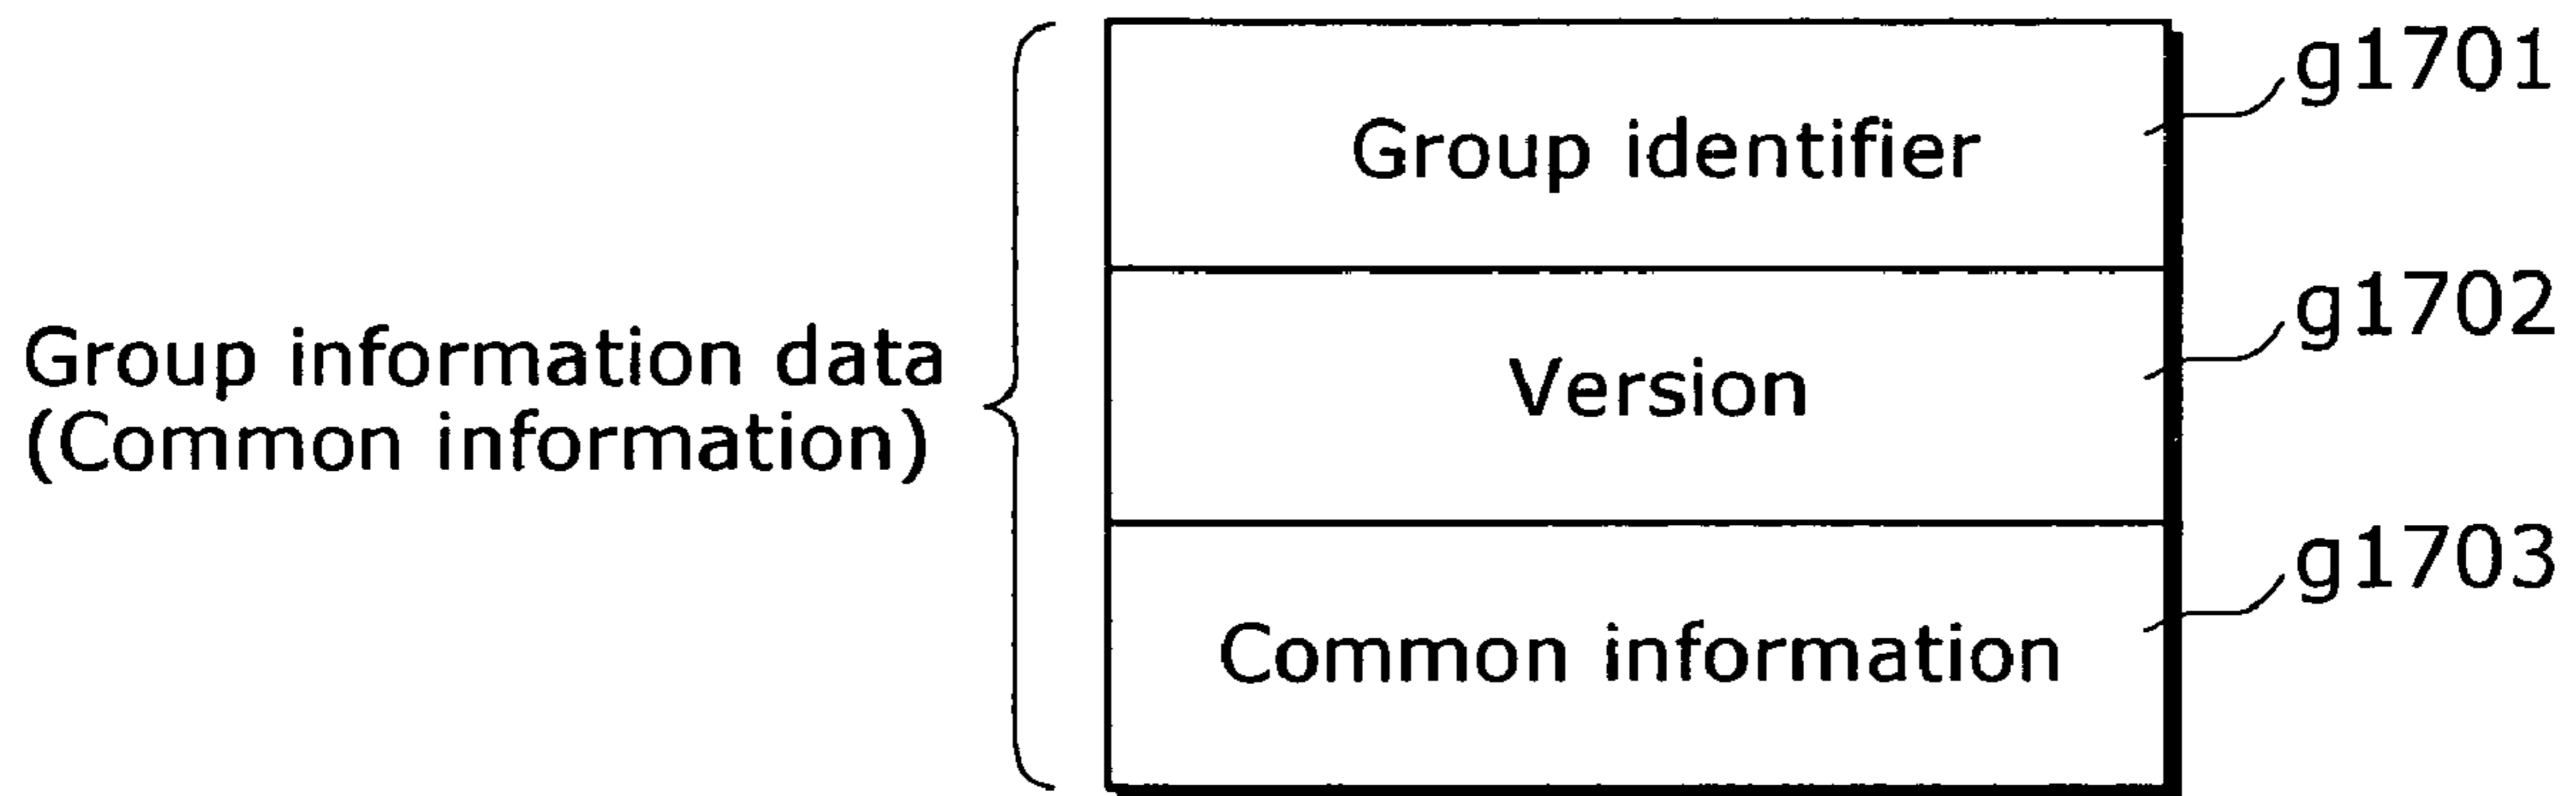 Group information data
(Common information)
Group identifier
g1701
Version
g1702
Common information
g1703